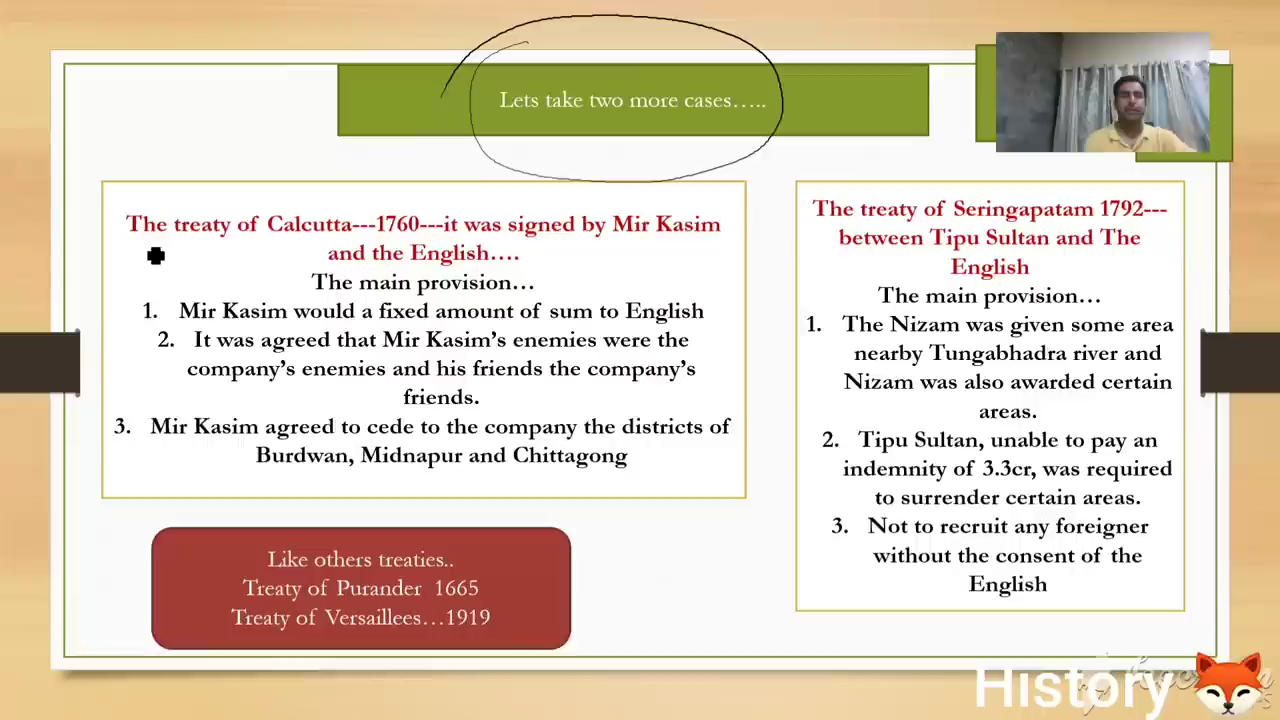 Lets take two more cases…..
The treaty of Calcutta---1760---it was signed by Mir Kasim
and the English….
The main provision…
1. Mir Kasim would a fixed amount of sum to English
2. It was agreed that Mir Kasim's enemies were the
company's enemies and his friends the company's
friends.
3. Mir Kasim agreed to cede to the company the districts of
Burdwan, Midnapur and Chittagong
Like others treaties..
Treaty of Purander 1665
Treaty of Versaillees…1919
The treaty of Seringapatam 1792---
between Tipu Sultan and The
English
The main provision…
1. The Nizam was given some area
nearby Tungabhadra river and
Nizam was also awarded certain
areas.
2. Tipu Sultan, unable to pay an
indemnity of 3.3cr, was required
to surrender certain areas.
3. Not to recruit any foreigner
without the consent of the
English
History